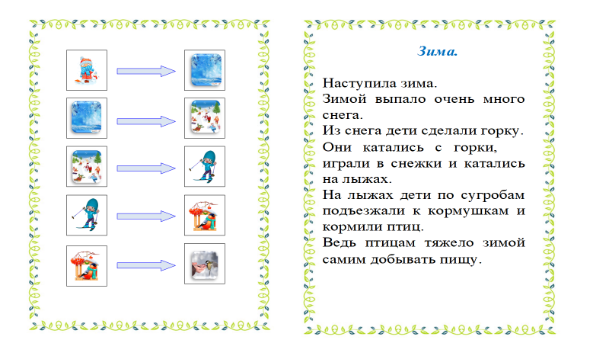 Зима.
Наступила зима.
Зимой выпало очень много
снега.
Из снега дети сделали горку.
Они катались с горки,
играли в снежки и катались
на лыжах.
На лыжах дети по сугробам
подъезжали к кормушкам и
кормили птиц.
Ведь птицам тяжело зимой
самим добывать пищу.